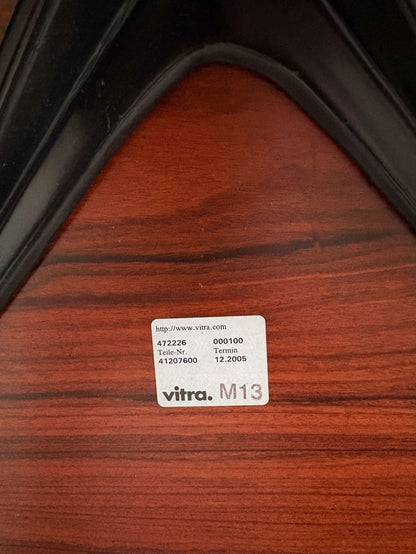 http://www.vitra.com
472226 000100
Teile-Nr. Termin
41207600 12.2005
vitra. M13